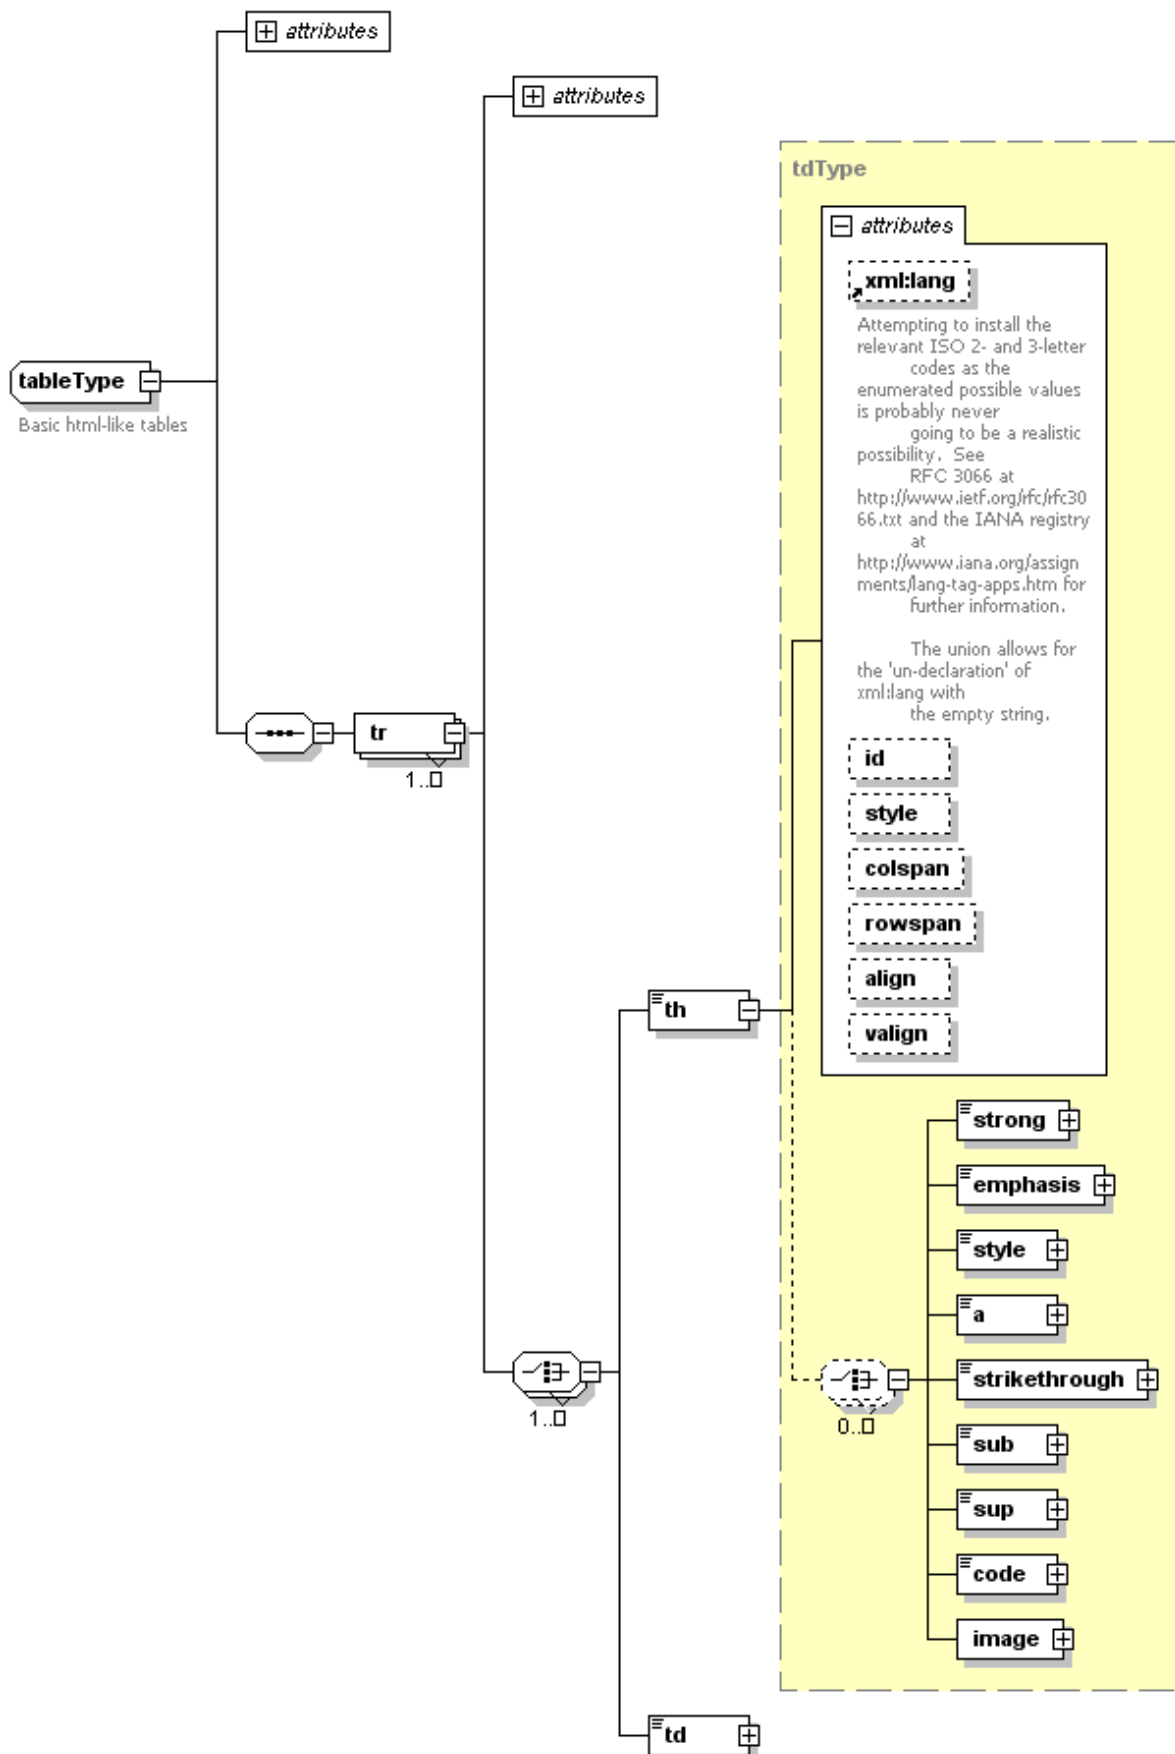 attributes
attributes
tdType
attributes
xml:lang
Attempting to install the
relevant ISO 2- and 3-letter
codes as the
enumerated possible values
is probably never
going to be a realistic
possibility. See
RFC 3066 at
http://www.ietf.org/rfc/rfc30
66.txt and the IANA registry
at
http://www.iana.org/assign
ments/lang-tag-apps.htm for
further information.
The union allows for
the 'un-declaration' of
xml:lang with
the empty string.
tableType
Basic html-like tables
tr
1..
id
style
colspan
rowspan
align
valign
th
strong
emphasis
style
a
strikethrough
sub
sup
code
image
1..
0..
td